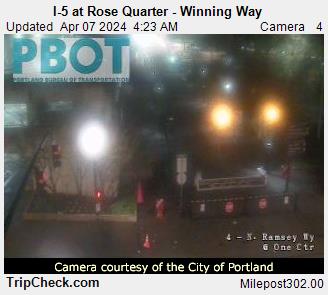 I-5 at Rose Quarter - Winning Way
Updated Apr 07 2024 4:23 AM Camera 4
PBOT
PORTLAND BUREAU OF TRANSPORTATION
4 - N. Ramsey Wy
@ One Ctr
Camera courtesy of the City of Portland
TripCheck.com Milepost302.00